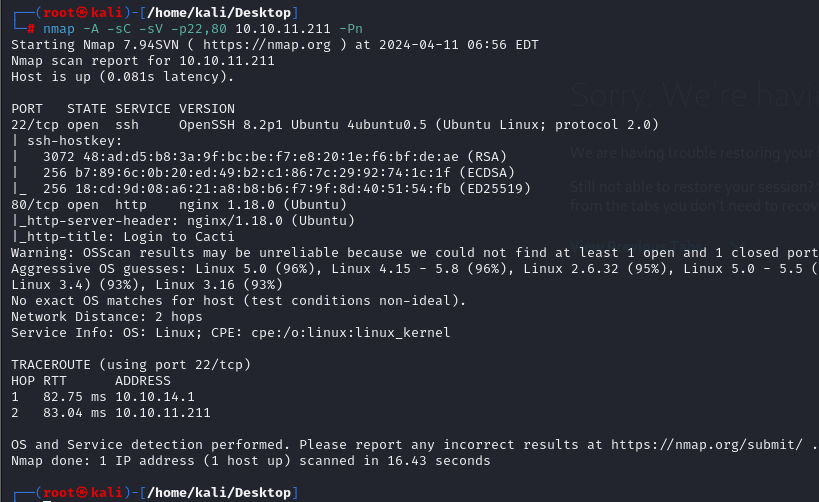 ┌──(root㉿kali)-[/home/kali/Desktop]
└─# nmap -A -sC -sV -p22,80 10.10.11.211 -Pn
Starting Nmap 7.94SVN ( https://nmap.org ) at 2024-04-11 06:56 EDT
Nmap scan report for 10.10.11.211
Host is up (0.081s latency).

PORT   STATE SERVICE VERSION
22/tcp open  ssh     OpenSSH 8.2p1 Ubuntu 4ubuntu0.5 (Ubuntu Linux; protocol 2.0)
| ssh-hostkey:
|   3072 48:ad:d5:b8:3a:9f:bc:be:f7:e8:20:1e:f6:bf:de:ae (RSA)
|   256 b7:89:6c:0b:20:ed:49:b2:c1:86:7c:29:92:74:1c:1f (ECDSA)
|_  256 18:cd:9d:08:a6:21:a8:b8:b6:f7:9f:8d:40:51:54:fb (ED25519)
80/tcp open  http    nginx 1.18.0 (Ubuntu)
|_http-server-header: nginx/1.18.0 (Ubuntu)
|_http-title: Login to Cacti
Warning: OSScan results may be unreliable because we could not find at least 1 open and 1 closed port
Aggressive OS guesses: Linux 5.0 (96%), Linux 4.15 - 5.8 (96%), Linux 2.6.32 (95%), Linux 5.0 - 5.5 (
Linux 3.4) (93%), Linux 3.16 (93%)
No exact OS matches for host (test conditions non-ideal).
Network Distance: 2 hops
Service Info: OS: Linux; CPE: cpe:/o:linux:linux_kernel

TRACEROUTE (using port 22/tcp)
HOP RTT      ADDRESS
1   82.75 ms 10.10.14.1
2   83.04 ms 10.10.11.211

OS and Service detection performed. Please report any incorrect results at https://nmap.org/submit/ .
Nmap done: 1 IP address (1 host up) scanned in 16.43 seconds

┌──(root㉿kali)-[/home/kali/Desktop]
Sorry. We're havin
We are having trouble restoring your
Still not able to restore your session?
from the tabs you don't need to recov